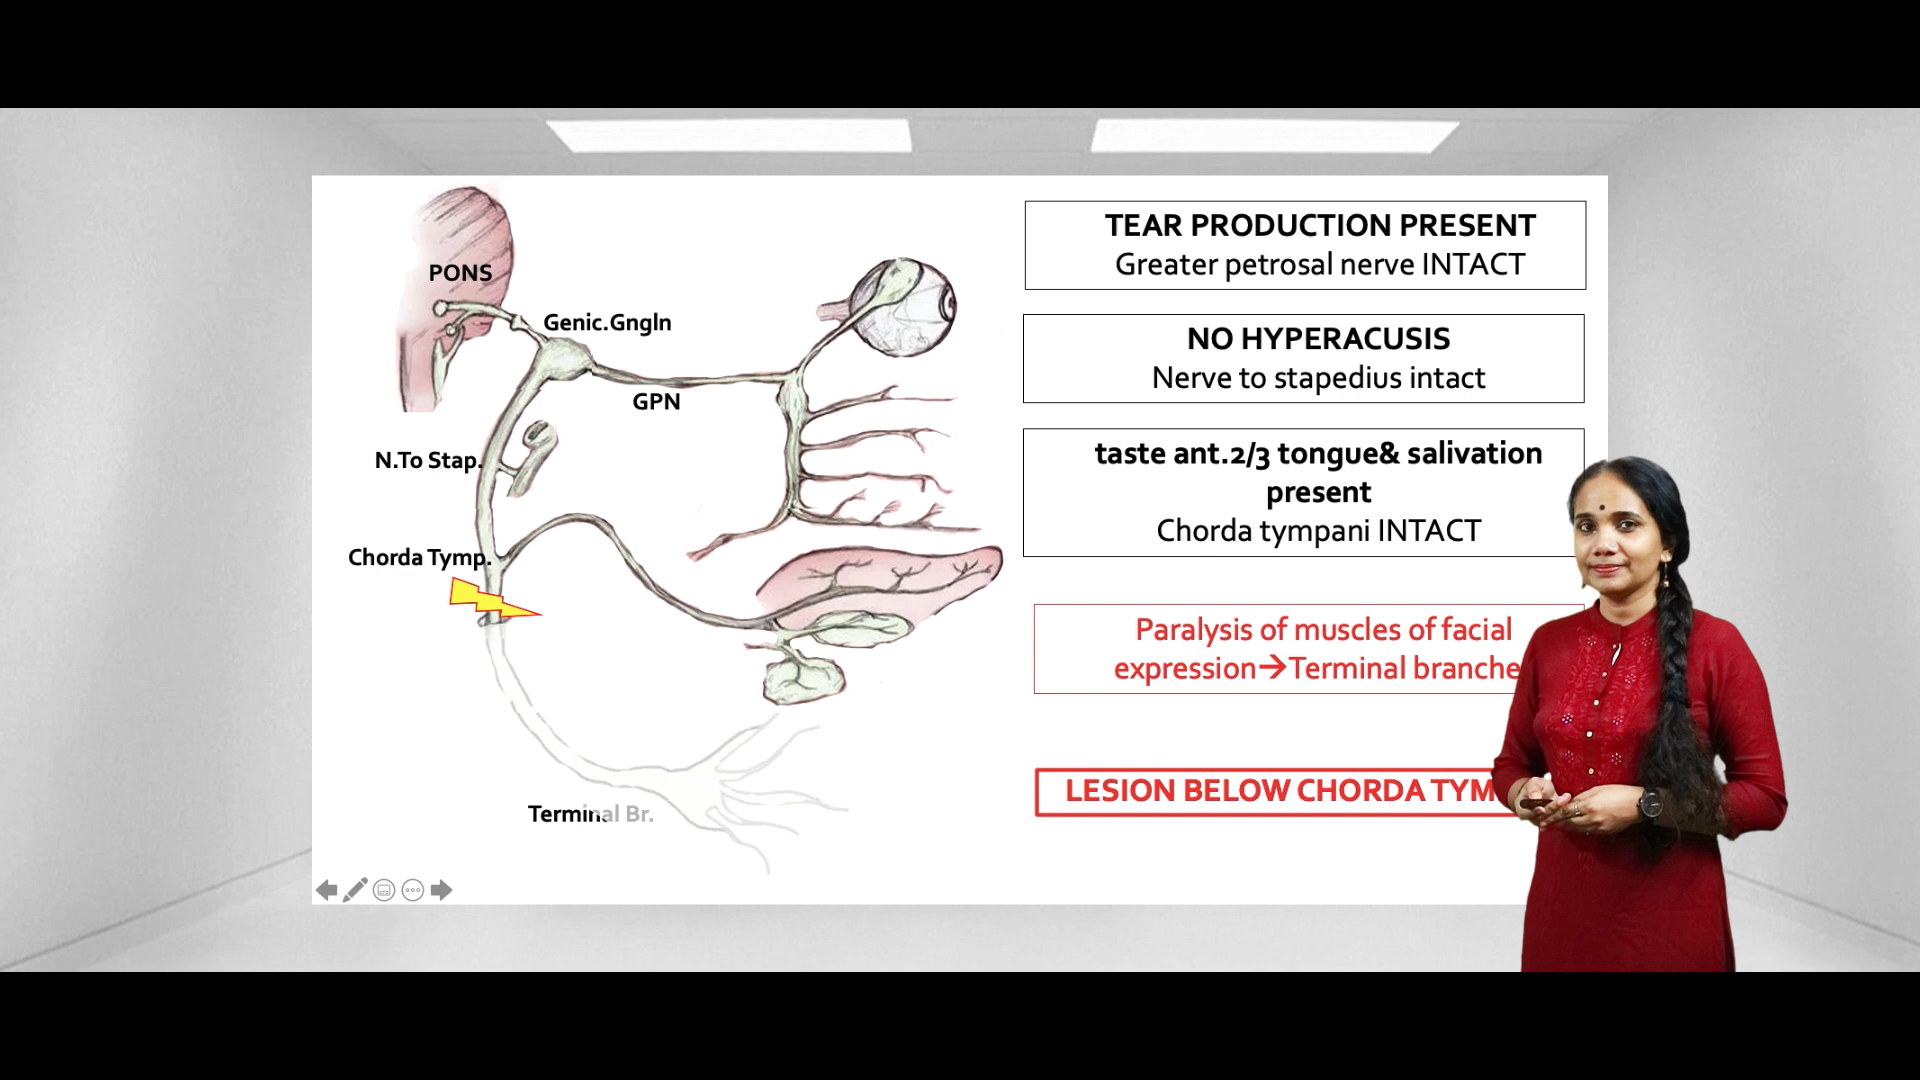 PONS
Genic.Gngln
GPN
N.To Stap.
Chorda Tymp.
Terminal Br.
TEAR PRODUCTION PRESENT
Greater petrosal nerve INTACT
NO HYPERACUSIS
Nerve to stapedius intact
taste ant.2/3 tongue& salivation
present
Chorda tympani INTACT
Paralysis of muscles of facial
expression→Terminal branche
LESION BELOW CHORDA TYM